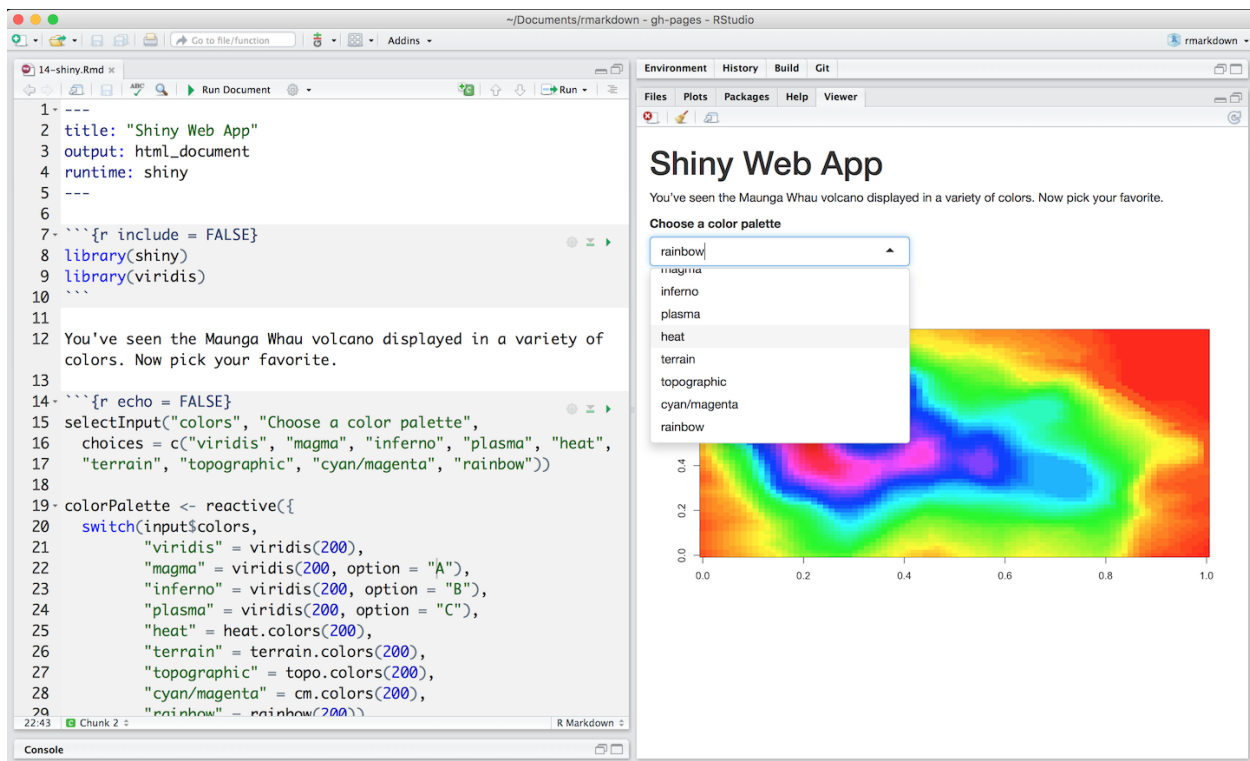 ~/Documents/rmarkdown - gh-pages - RStudio
Go to file/function
Addins
rmarkdown
14-shiny.Rmd
ABC
Run Document
Run
1 ---
2 title: "Shiny Web App"
3 output: html_document
4 runtime: shiny
5 ---
6
7 ```{r include = FALSE}
8 library(shiny)
9 library(viridis)
10 ```
11
12 You've seen the Maunga Whau volcano displayed in a variety of
colors. Now pick your favorite.
13
14 ```{r echo = FALSE}
15 selectInput("colors", "Choose a color palette",
16 choices = c("viridis", "magma", "inferno", "plasma", "heat",
17 "terrain", "topographic", "cyan/magenta", "rainbow"))
18
19 colorPalette <- reactive({
20 switch(input$colors,
21 "viridis" = viridis(200),
22 "magma" = viridis(200, option = "A"),
23 "inferno" = viridis(200, option = "B"),
24 "plasma" = viridis(200, option = "C"),
25 "heat" = heat.colors(200),
26 "terrain" = terrain.colors(200),
27 "topographic" = topo.colors(200),
28 "cyan/magenta" = cm.colors(200),
29 "rainbow" = rainbow(200))
22:43 Chunk 2 R Markdown
Console
Environment History Build Git
Files Plots Packages Help Viewer
Shiny Web App
You've seen the Maunga Whau volcano displayed in a variety of colors. Now pick your favorite.
Choose a color palette
rainbow
magma
inferno
plasma
heat
terrain
topographic
cyan/magenta
rainbow
0.4
0.2
0.0
0.0 0.2 0.4 0.6 0.8 1.0